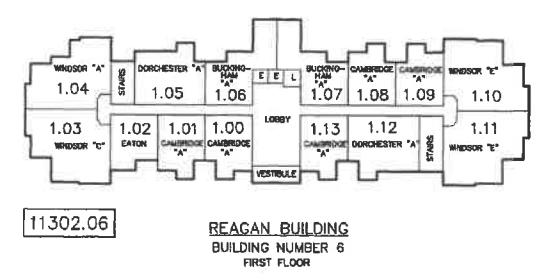 WINDSOR "A"
1.04
STAIRS
DORCHESTER "A"
1.05
BUCKING-
HAM
"A"
1.06
E E L
BUCKING-
HAM
"A"
1.07
CAMBRIDGE
"A"
1.08
CAMBRIDGE
"A"
1.09
WINDSOR "E"
1.10
1.03
WINDSOR "C"
1.02
EATON
1.01
CAMBRIDGE
"A"
1.00
CAMBRIDGE
"A"
LOBBY
VESTIBULE
1.13
CAMBRIDGE
"A"
1.12
DORCHESTER "A"
STAIRS
1.11
WINDSOR "E"
11302.06
REAGAN BUILDING
BUILDING NUMBER 6
FIRST FLOOR